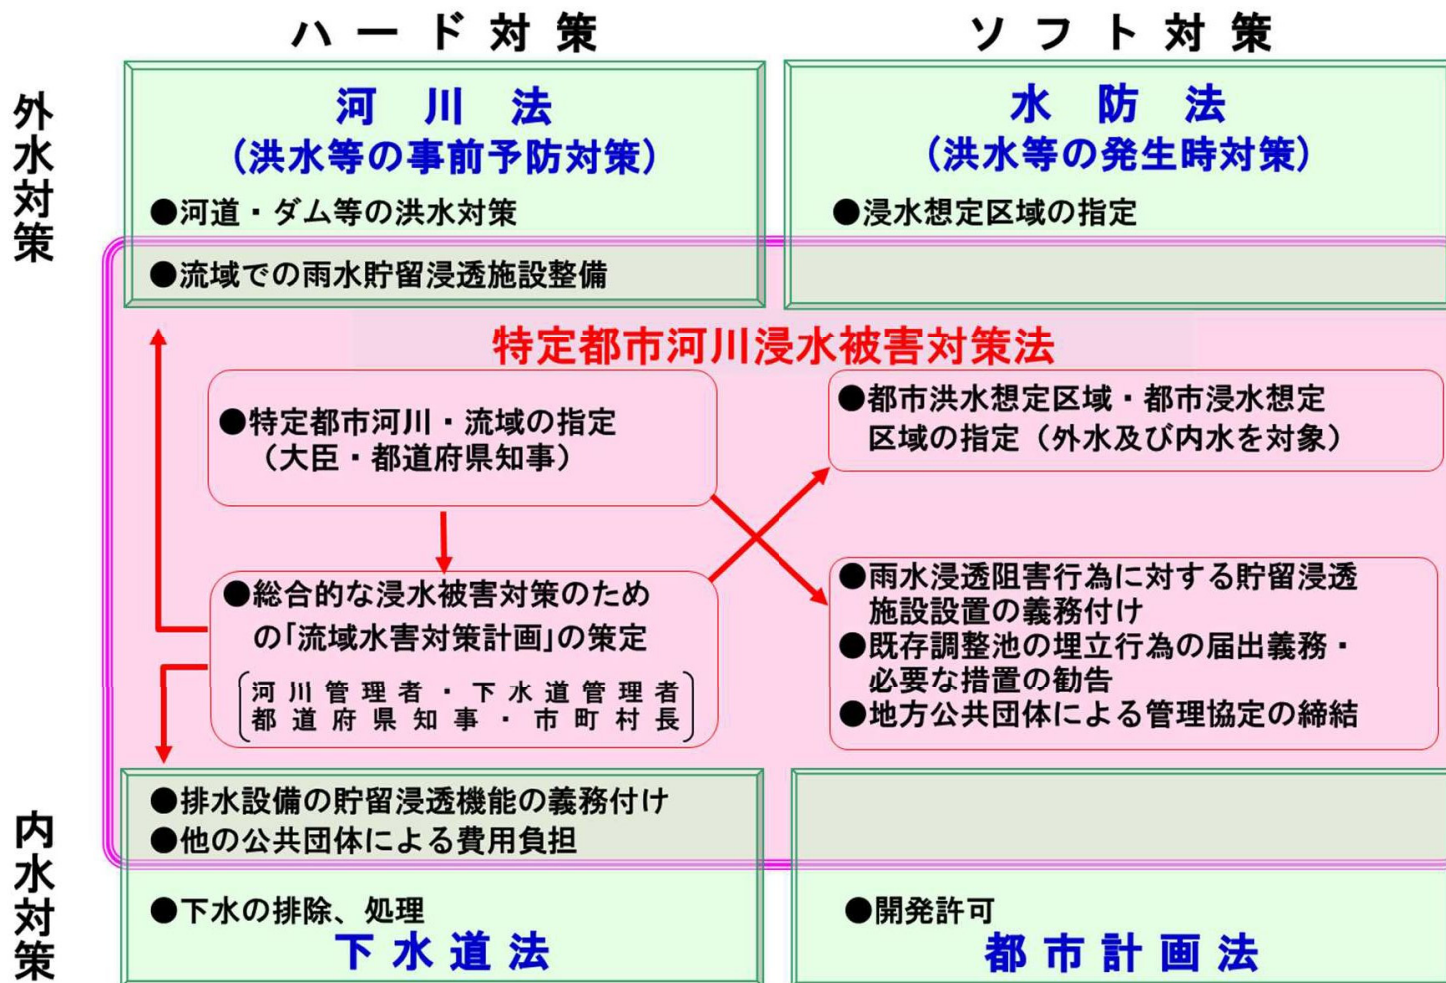 ハード対策
ソフト対策
外水対策
河川法
（洪水等の事前予防対策）
●河道・ダム等の洪水対策
●流域での雨水貯留浸透施設整備
水防法
（洪水等の発生時対策）
●浸水想定区域の指定
特定都市河川浸水被害対策法
●特定都市河川・流域の指定
（大臣・都道府県知事）
●都市洪水想定区域・都市浸水想定
区域の指定（外水及び内水を対象）
●総合的な浸水被害対策のため
の「流域水害対策計画」の策定
河川管理者・下水道管理者
都道府県知事・市町村長
●雨水浸透阻害行為に対する貯留浸透
施設設置の義務付け
●既存調整池の埋立行為の届出義務・
必要な措置の勧告
●地方公共団体による管理協定の締結
内水対策
●排水設備の貯留浸透機能の義務付け
●他の公共団体による費用負担
●下水の排除、処理
下水道法
●開発許可
都市計画法